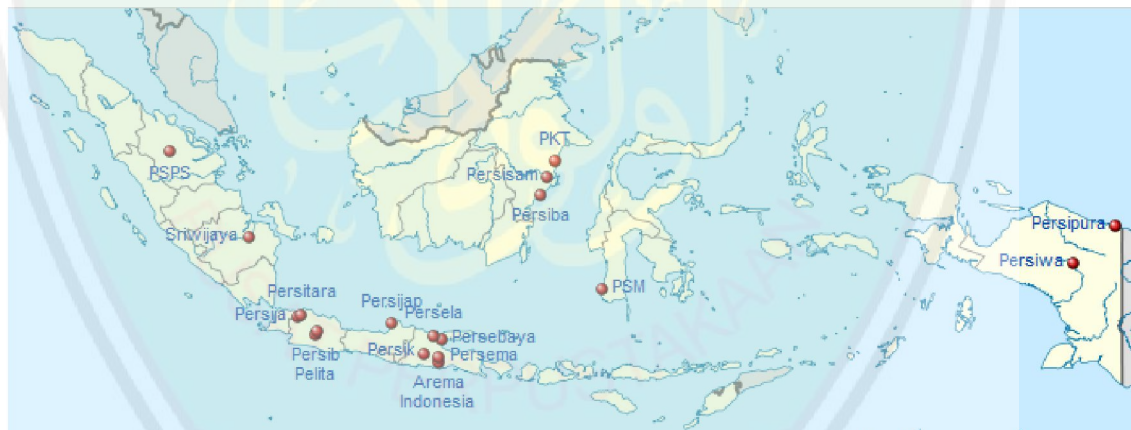 PKT
PSPS
Persisam
Persiba
Persipura
Sriwijaya
Persiwa
PSM
Persitara
Persijap
Persija
Persela
Persebaya
Persik
Persema
Persib
Pelita
Arema
Indonesia